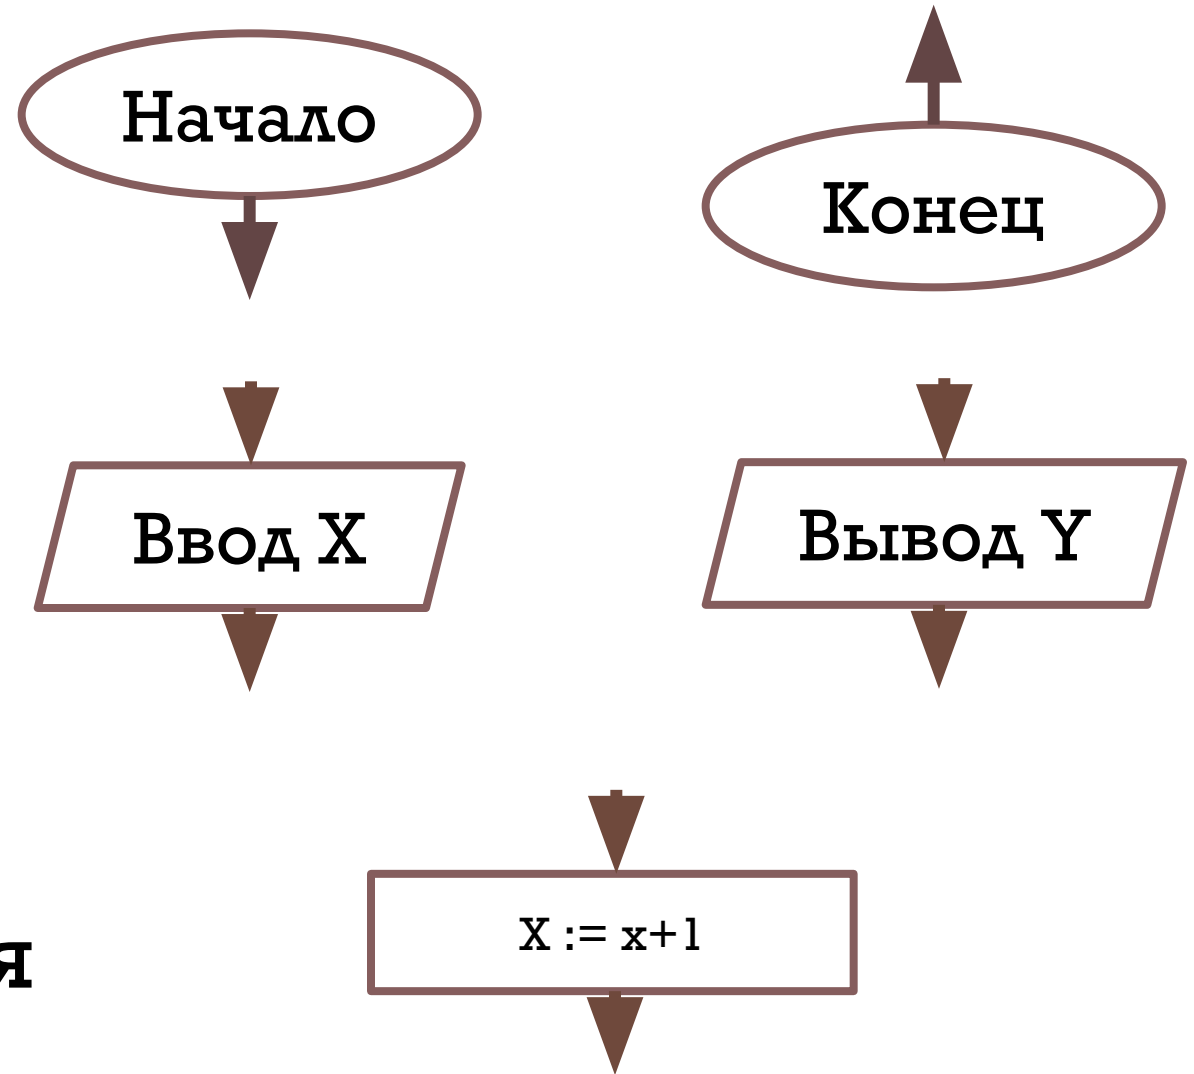 Начало
Конец
Ввод X
Вывод Y
X := x+1
я